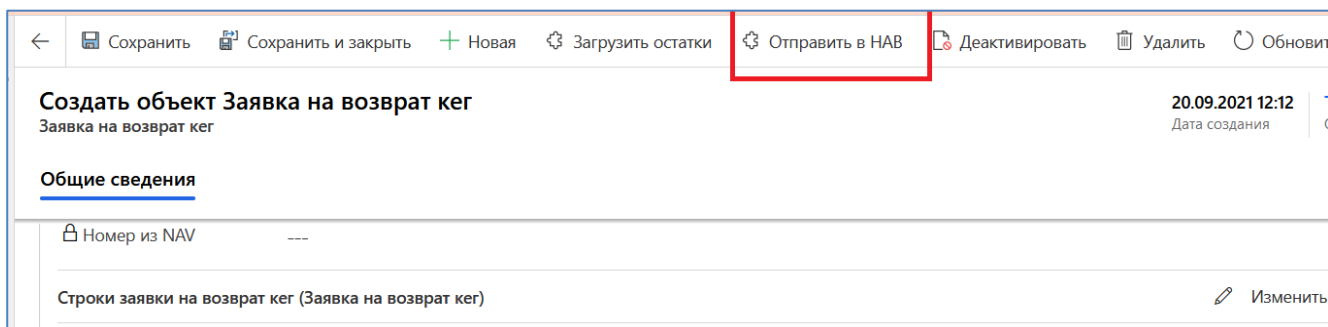 Сохранить Сохранить и закрыть Новая Загрузить остатки Отправить в НАВ Деактивировать Удалить Обновит
Создать объект Заявка на возврат кег 20.09.2021 12:12
Заявка на возврат кег Дата создания
Общие сведения
Номер из NAV ---
Строки заявки на возврат кег (Заявка на возврат кег) Изменить